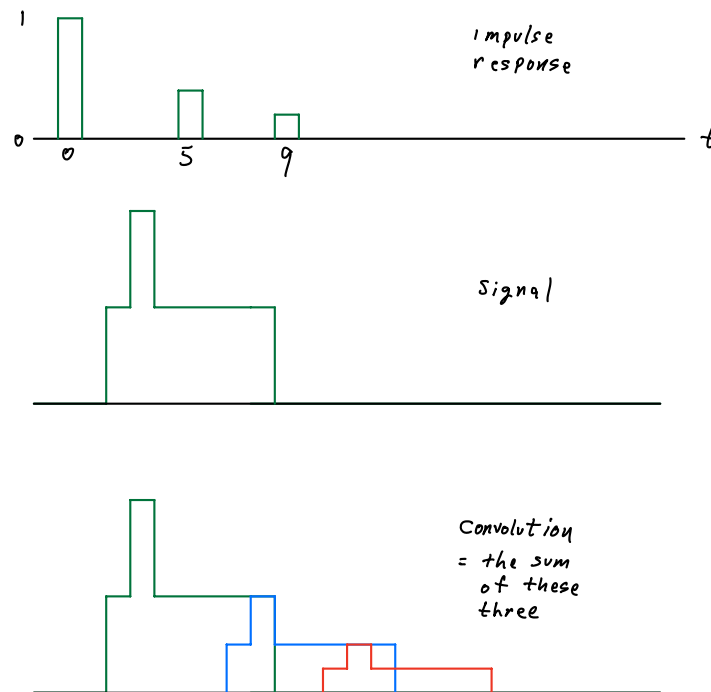 1
Impulse
response
0
t
0 5 9
Signal
Convolution
= the sum
of these
three